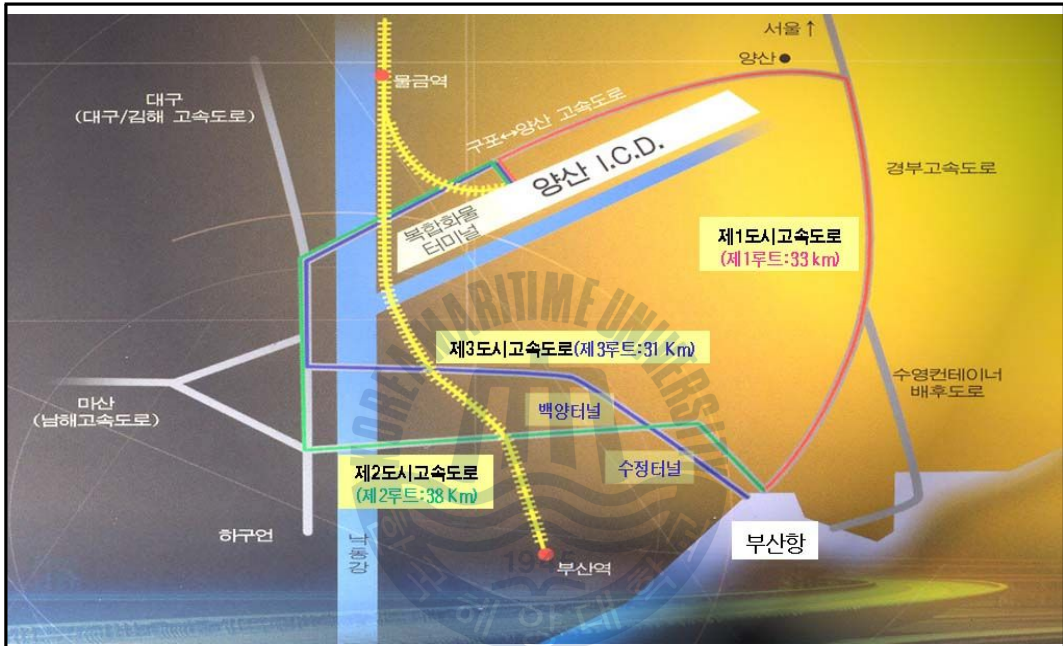 서울↑
양산
물금역
대구
(대구/김해 고속도로)
구포↔양산 고속도로
양산 I.C.D.
복합화물
터미널
경부고속도로
제1도시고속도로
(제1루트:33 km)
제3도시고속도로(제3루트:31 Km)
수영컨테이너
배후도로
마산
(남해고속도로)
백양터널
수정터널
제2도시고속도로
(제2루트:38 Km)
하구언
낙동강
부산역
부산항
KOREA MARITIME UNIVERSITY
1945